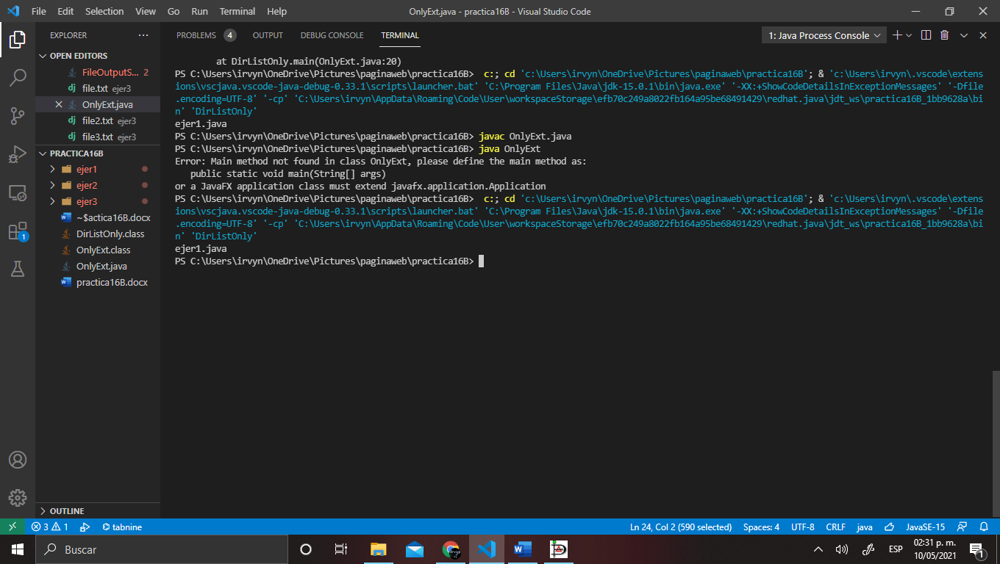 File Edit Selection View Go Run Terminal Help
OnlyExt.java - practica16B - Visual Studio Code
EXPLORER
OPEN EDITORS
FileOutputS... 2
file.txt ejer3
OnlyExt.java
file2.txt ejer3
file3.txt ejer3
PRACTICA16B
ejer1
ejer2
ejer3
~$actica16B.docx
DirListOnly.class
OnlyExt.class
OnlyExt.java
practica16B.docx
OUTLINE
1
PROBLEMS 4 OUTPUT DEBUG CONSOLE TERMINAL
1: Java Process Console
at DirListOnly.main(OnlyExt.java:20)
PS C:\Users\irvyn\OneDrive\Pictures\paginaweb\practica16B> c:; cd 'c:\Users\irvyn\OneDrive\Pictures\paginaweb\practica16B'; & 'c:\Users\irvyn\.vscode\extens
ions\vscjava.vscode-java-debug-0.33.1\scripts\launcher.bat' 'C:\Program Files\Java\jdk-15.0.1\bin\java.exe' '-XX:+ShowCodeDetailsInExceptionMessages' '-Dfile
.encoding=UTF-8' '-cp' 'C:\Users\irvyn\AppData\Roaming\Code\User\workspaceStorage\efb70c249a8022fb164a95be68491429\redhat.java\jdt_ws\practica16B_1bb9628a\bi
n' 'DirListOnly'
ejer1.java
PS C:\Users\irvyn\OneDrive\Pictures\paginaweb\practica16B> javac OnlyExt.java
PS C:\Users\irvyn\OneDrive\Pictures\paginaweb\practica16B> java OnlyExt
Error: Main method not found in class OnlyExt, please define the main method as:
public static void main(String[] args)
or a JavaFX application class must extend javafx.application.Application
PS C:\Users\irvyn\OneDrive\Pictures\paginaweb\practica16B> c:; cd 'c:\Users\irvyn\OneDrive\Pictures\paginaweb\practica16B'; & 'c:\Users\irvyn\.vscode\extens
ions\vscjava.vscode-java-debug-0.33.1\scripts\launcher.bat' 'C:\Program Files\Java\jdk-15.0.1\bin\java.exe' '-XX:+ShowCodeDetailsInExceptionMessages' '-Dfile
.encoding=UTF-8' '-cp' 'C:\Users\irvyn\AppData\Roaming\Code\User\workspaceStorage\efb70c249a8022fb164a95be68491429\redhat.java\jdt_ws\practica16B_1bb9628a\bi
n' 'DirListOnly'
ejer1.java
PS C:\Users\irvyn\OneDrive\Pictures\paginaweb\practica16B>
3 1 tabnine
Ln 24, Col 2 (590 selected) Spaces: 4 UTF-8 CRLF java JavaSE-15
Buscar
ESP
02:31 p. m.
10/05/2021
1